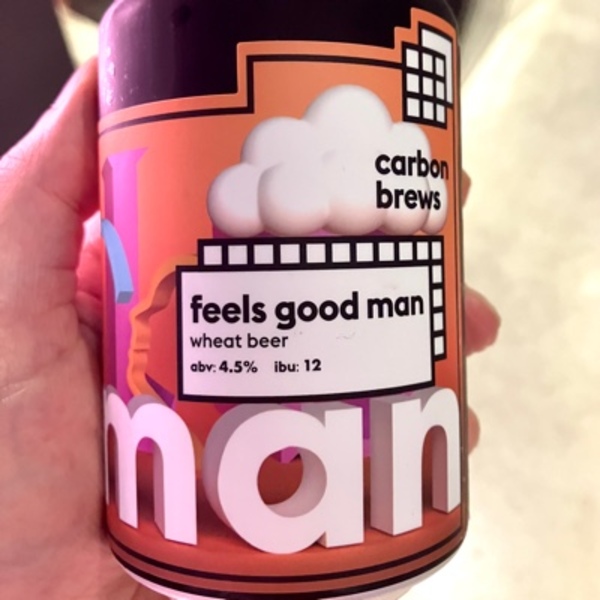 carbon
brews
feels good man
wheat beer
abv: 4.5% ibu: 12
man